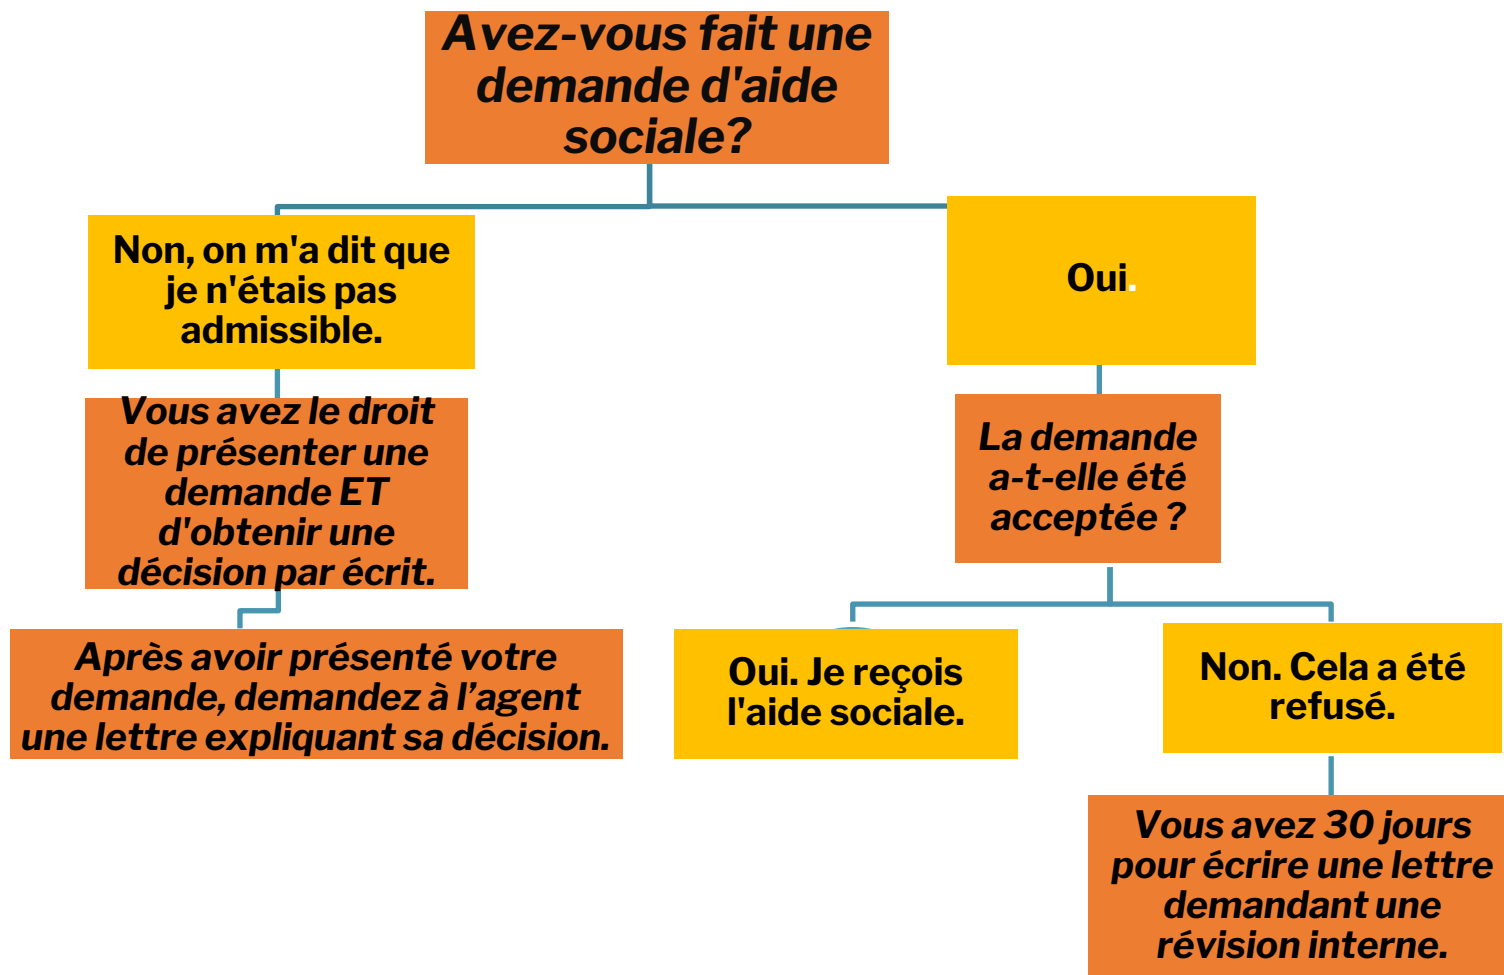 Avez-vous fait une
demande d'aide
sociale?
Non, on m'a dit que
je n'étais pas
admissible.
Oui.
Vous avez le droit
de présenter une
demande ET
d'obtenir une
décision par écrit.
La demande
a-t-elle été
acceptée ?
Après avoir présenté votre
demande, demandez à l’agent
une lettre expliquant sa décision.
Oui. Je reçois
l'aide sociale.
Non. Cela a été
refusé.
Vous avez 30 jours
pour écrire une lettre
demandant une
révision interne.